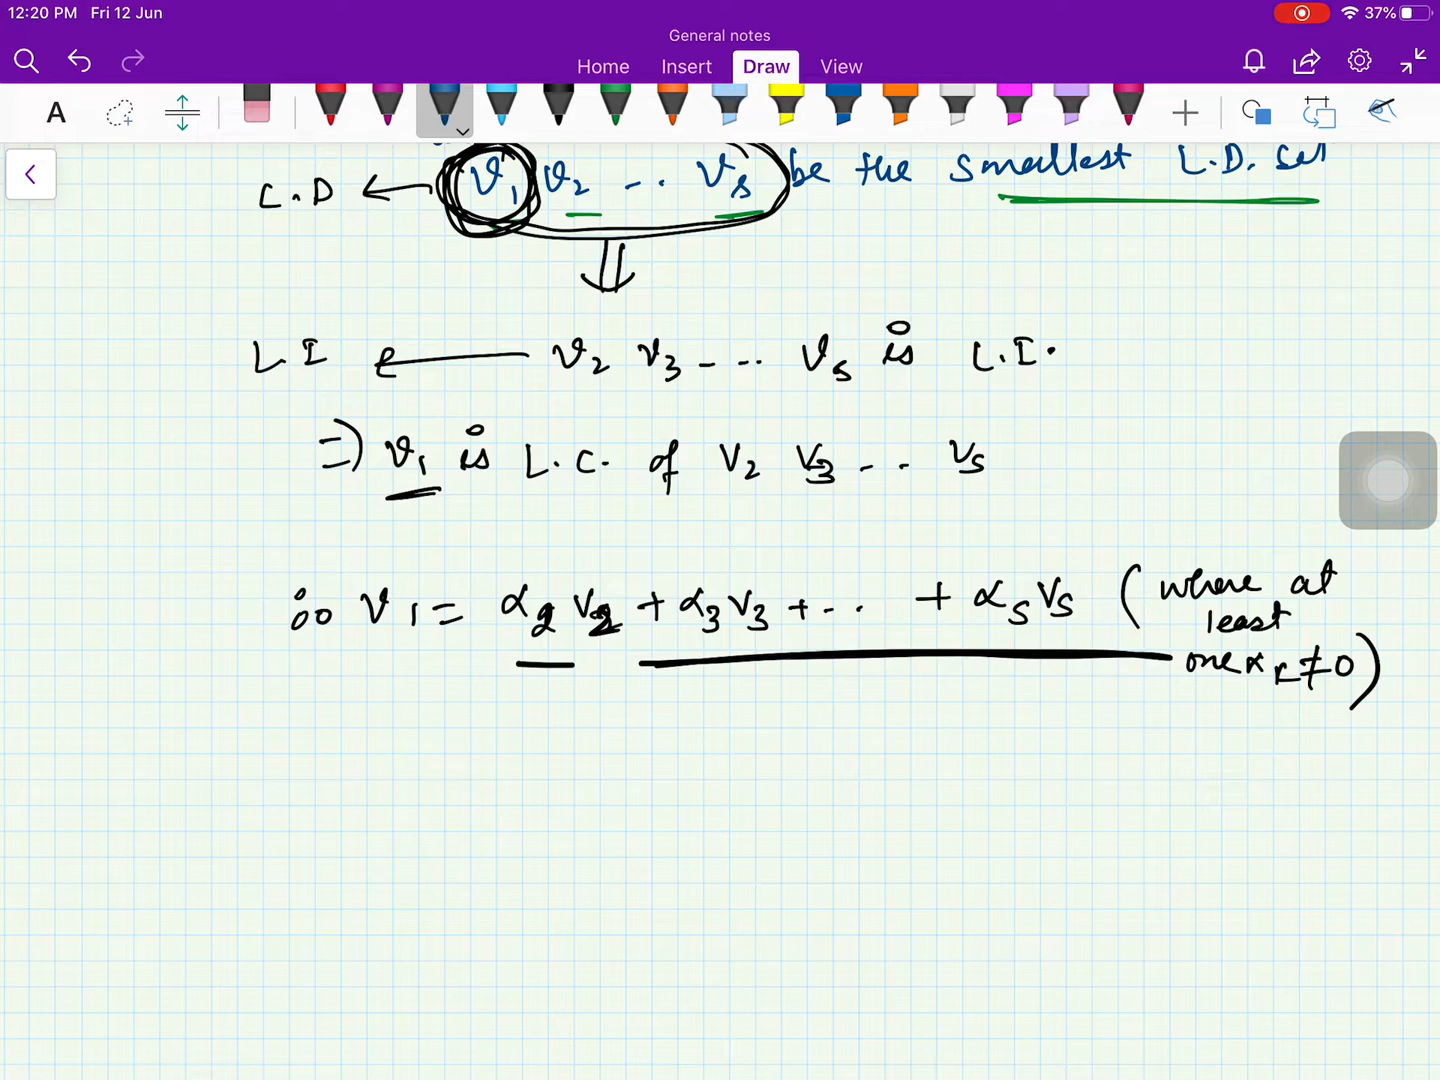 12:20 PM Fri 12 Jun
37%
General notes
Home Insert Draw View
A
L.D ← v1 v2 -.. vs be the smallest L.D. set
⇓
LI ← v2 v3 - -.. vs is L.I.
⇒) v1 is L.C. of v2 v3 - .. vs
∴ v1 = α2 v2 + α3 v3 + ... + αs vs (where at
least
one αr ≠ 0)